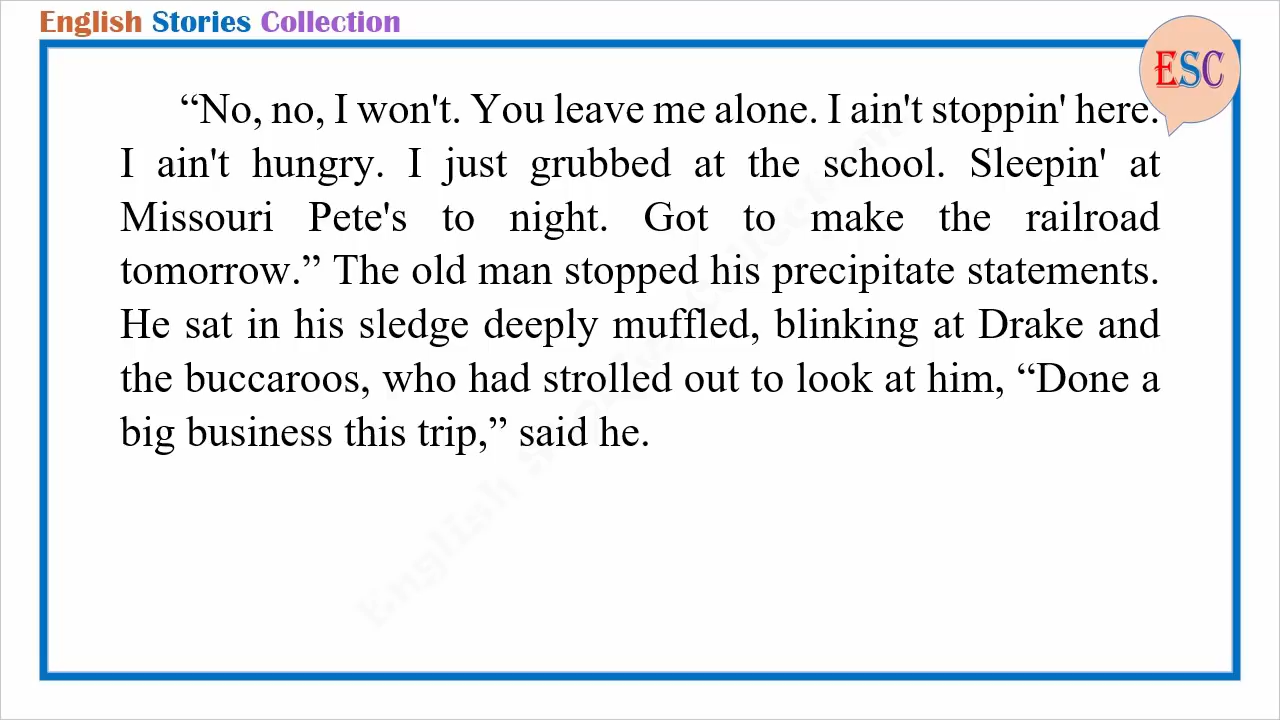 English Stories Collection
ESC
“No, no, I won't. You leave me alone. I ain't stoppin' here.
I ain't hungry. I just grubbed at the school. Sleepin' at
Missouri Pete's to night. Got to make the railroad
tomorrow.” The old man stopped his precipitate statements.
He sat in his sledge deeply muffled, blinking at Drake and
the buccaroos, who had strolled out to look at him, “Done a
big business this trip,” said he.
English